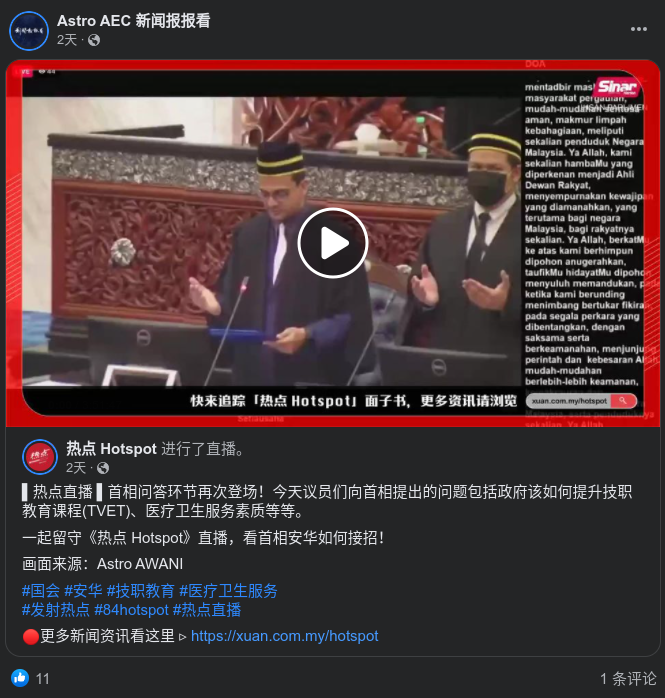 Astro AEC 新闻报报看
2天
DOA
mentadbir mas
Sinar
masyarakat pergaulan,
mudah-mudahan sentosa
aman, makmur limpah
kebahagiaan, meliputi
sekalian penduduk Negara
Malaysia. Ya Allah, kami
sekalian hambaMu yang
diperkenan menjadi Ahli
Dewan Rakyat,
menyempurnakan kewajipan
yang diamanahkan, yang
terutama bagi negara
Malaysia, bagi rakyatnya
sekalian. Ya Allah, berkatMu
ke atas kami berhimpun
dipohon anugerahkan,
taufikMu hidayatMu dipohon
menyuluh memandukan, pada
ketika kami berunding
menimbang bertukar fikiran
pada segala perkara yang
dibentangkan, dengan
saksama serta
berkeamanahan, menjunjung
perintah dan kebesaran Allah
mudah-mudahan
berlebih-lebih keamanan,
快来追踪「热点 Hotspot」面子书，更多资讯请浏览 xuan.com.my/hotspot
Setiausaha
热点
热点 Hotspot 进行了直播。
2天
▌热点直播▐ 首相问答环节再次登场！今天议员们向首相提出的问题包括政府该如何提升技职
教育课程(TVET)、医疗卫生服务素质等等。
一起留守《热点 Hotspot》直播，看首相安华如何接招！
画面来源：Astro AWANI
#国会 #安华 #技职教育 #医疗卫生服务
#发射热点 #84hotspot #热点直播
🔴更多新闻资讯看这里 ▹ https://xuan.com.my/hotspot
11
1 条评论